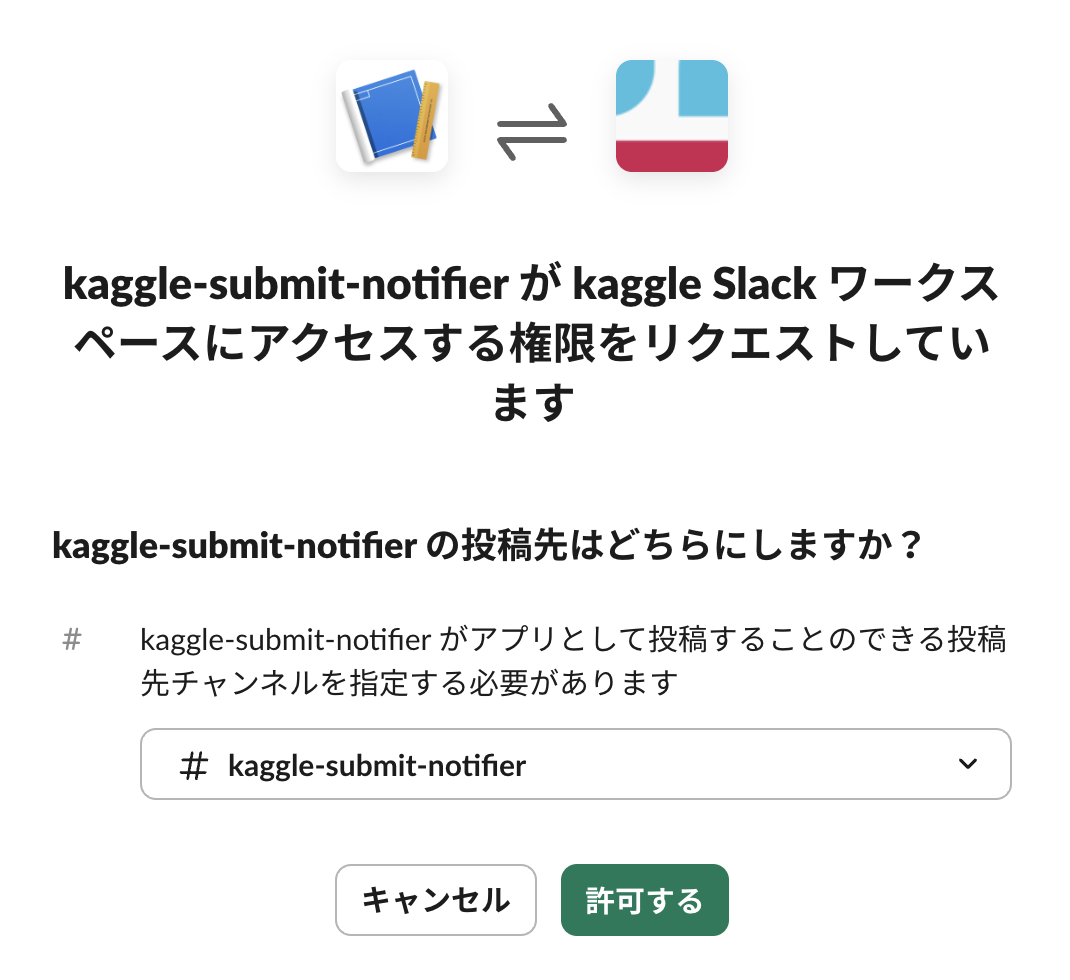 kaggle-submit-notifier が kaggle Slack ワークス
ペースにアクセスする権限をリクエストしてい
ます
kaggle-submit-notifier の投稿先はどちらにしますか？
# kaggle-submit-notifier がアプリとして投稿することのできる投稿
先チャンネルを指定する必要があります
# kaggle-submit-notifier
キャンセル 許可する